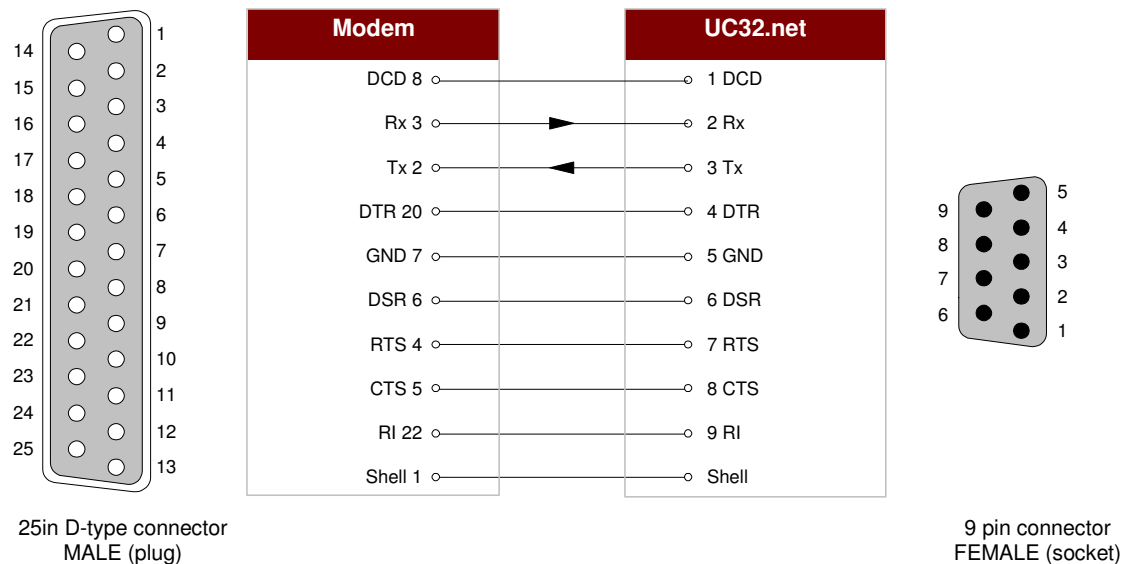 14
15
16
17
18
19
20
21
22
23
24
25
1
2
3
4
5
6
7
8
9
10
11
12
13
25in D-type connector
MALE (plug)
Modem UC32.net
DCD 8 1 DCD
Rx 3 2 Rx
Tx 2 3 Tx
DTR 20 4 DTR
GND 7 5 GND
DSR 6 6 DSR
RTS 4 7 RTS
CTS 5 8 CTS
RI 22 9 RI
Shell 1 Shell
9
8
7
6
5
4
3
2
1
9 pin connector
FEMALE (socket)